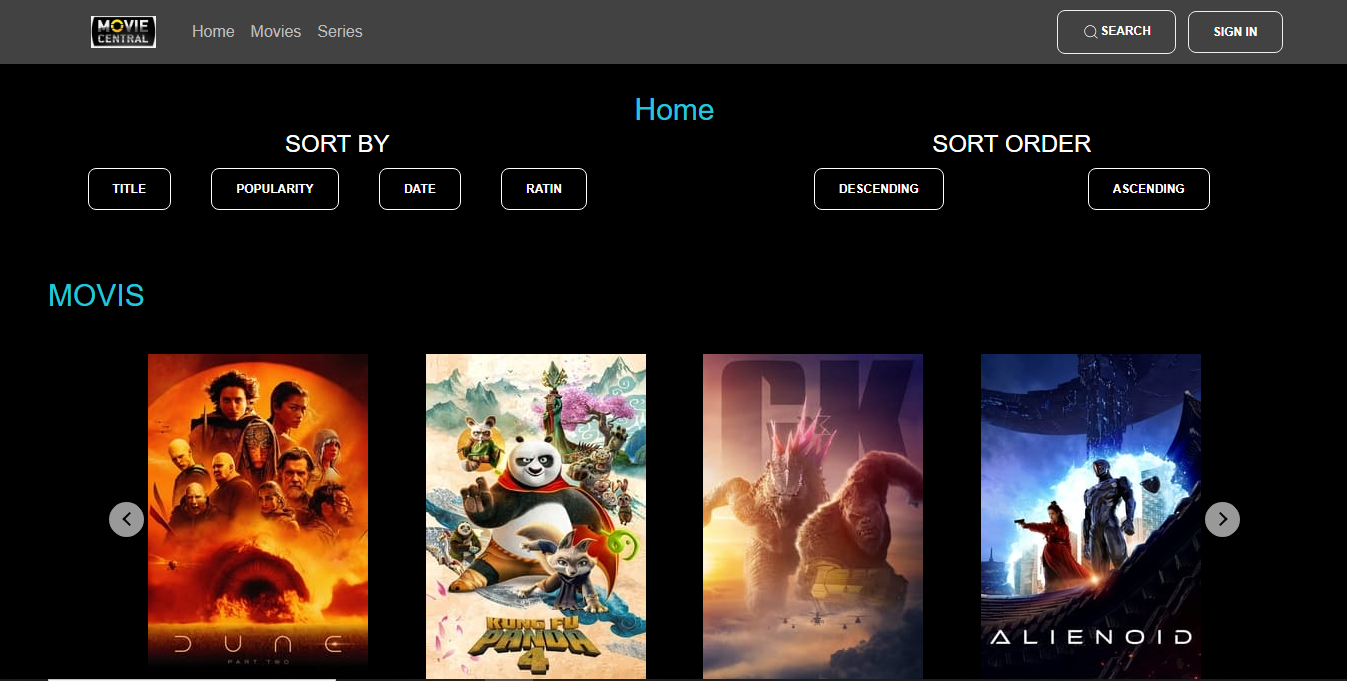 MOVIE
CENTRAL
Home Movies Series
SEARCH SIGN IN
Home
SORT BY SORT ORDER
TITLE POPULARITY DATE RATIN DESCENDING ASCENDING
MOVIS
GK
DUNE
PART TWO
KUNG FU
PANDA
4
ALIENOID